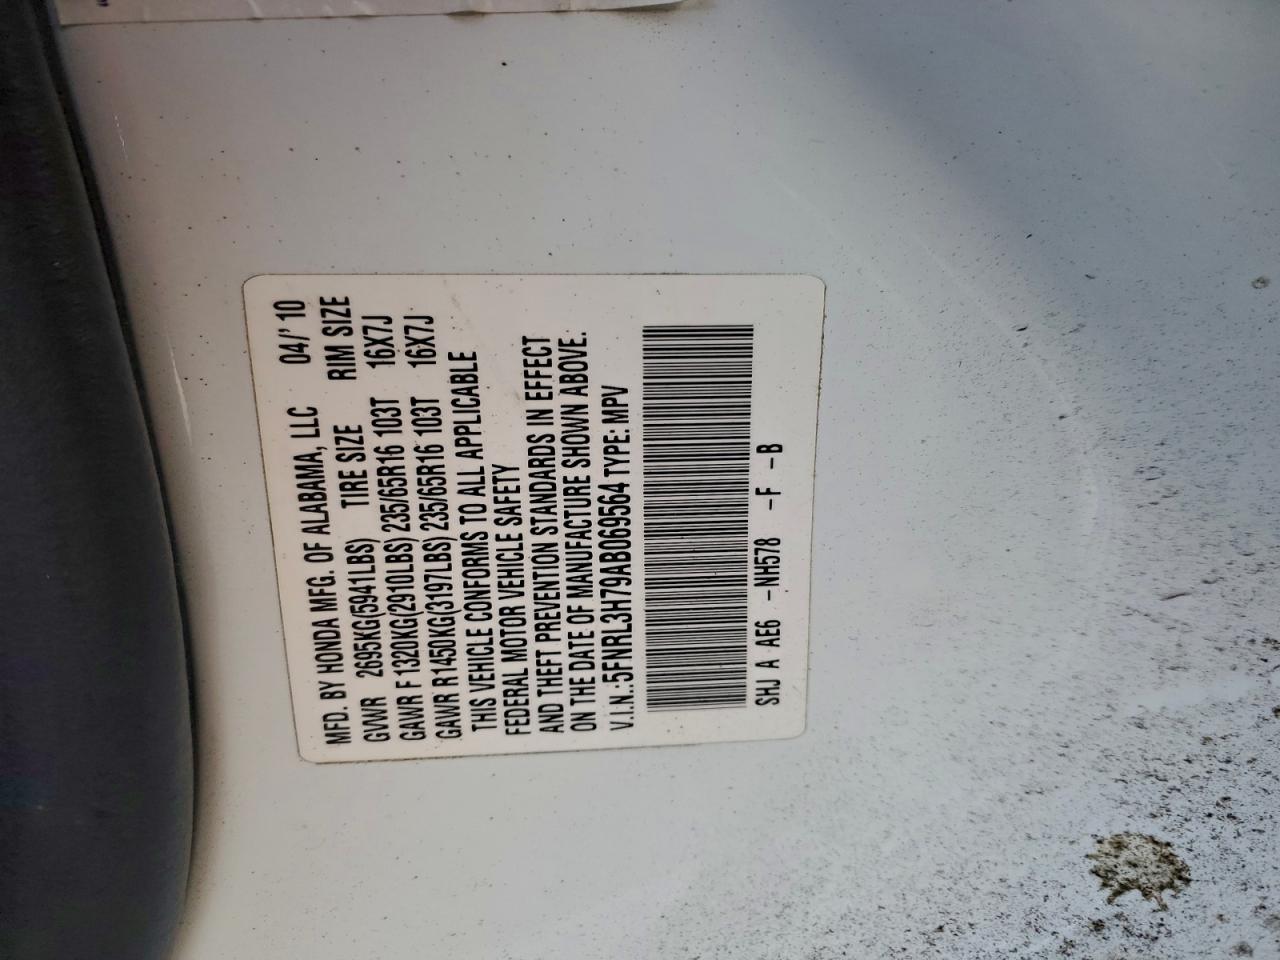 MFD. BY HONDA MFG. OF ALABAMA, LLC 04/' 10
GVWR 2695KG(5941LBS) TIRE SIZE RIM SIZE
GAWR F 1320KG(2910LBS) 235/65R16 103T 16X7J
GAWR R1450KG(3197LBS) 235/65R16 103T 16X7J
THIS VEHICLE CONFORMS TO ALL APPLICABLE
FEDERAL MOTOR VEHICLE SAFETY
AND THEFT PREVENTION STANDARDS IN EFFECT
ON THE DATE OF MANUFACTURE SHOWN ABOVE.
V.I.N.:5FNRL3H79AB069564 TYPE: MPV
SHJ A AE6 -NH578 -F -B